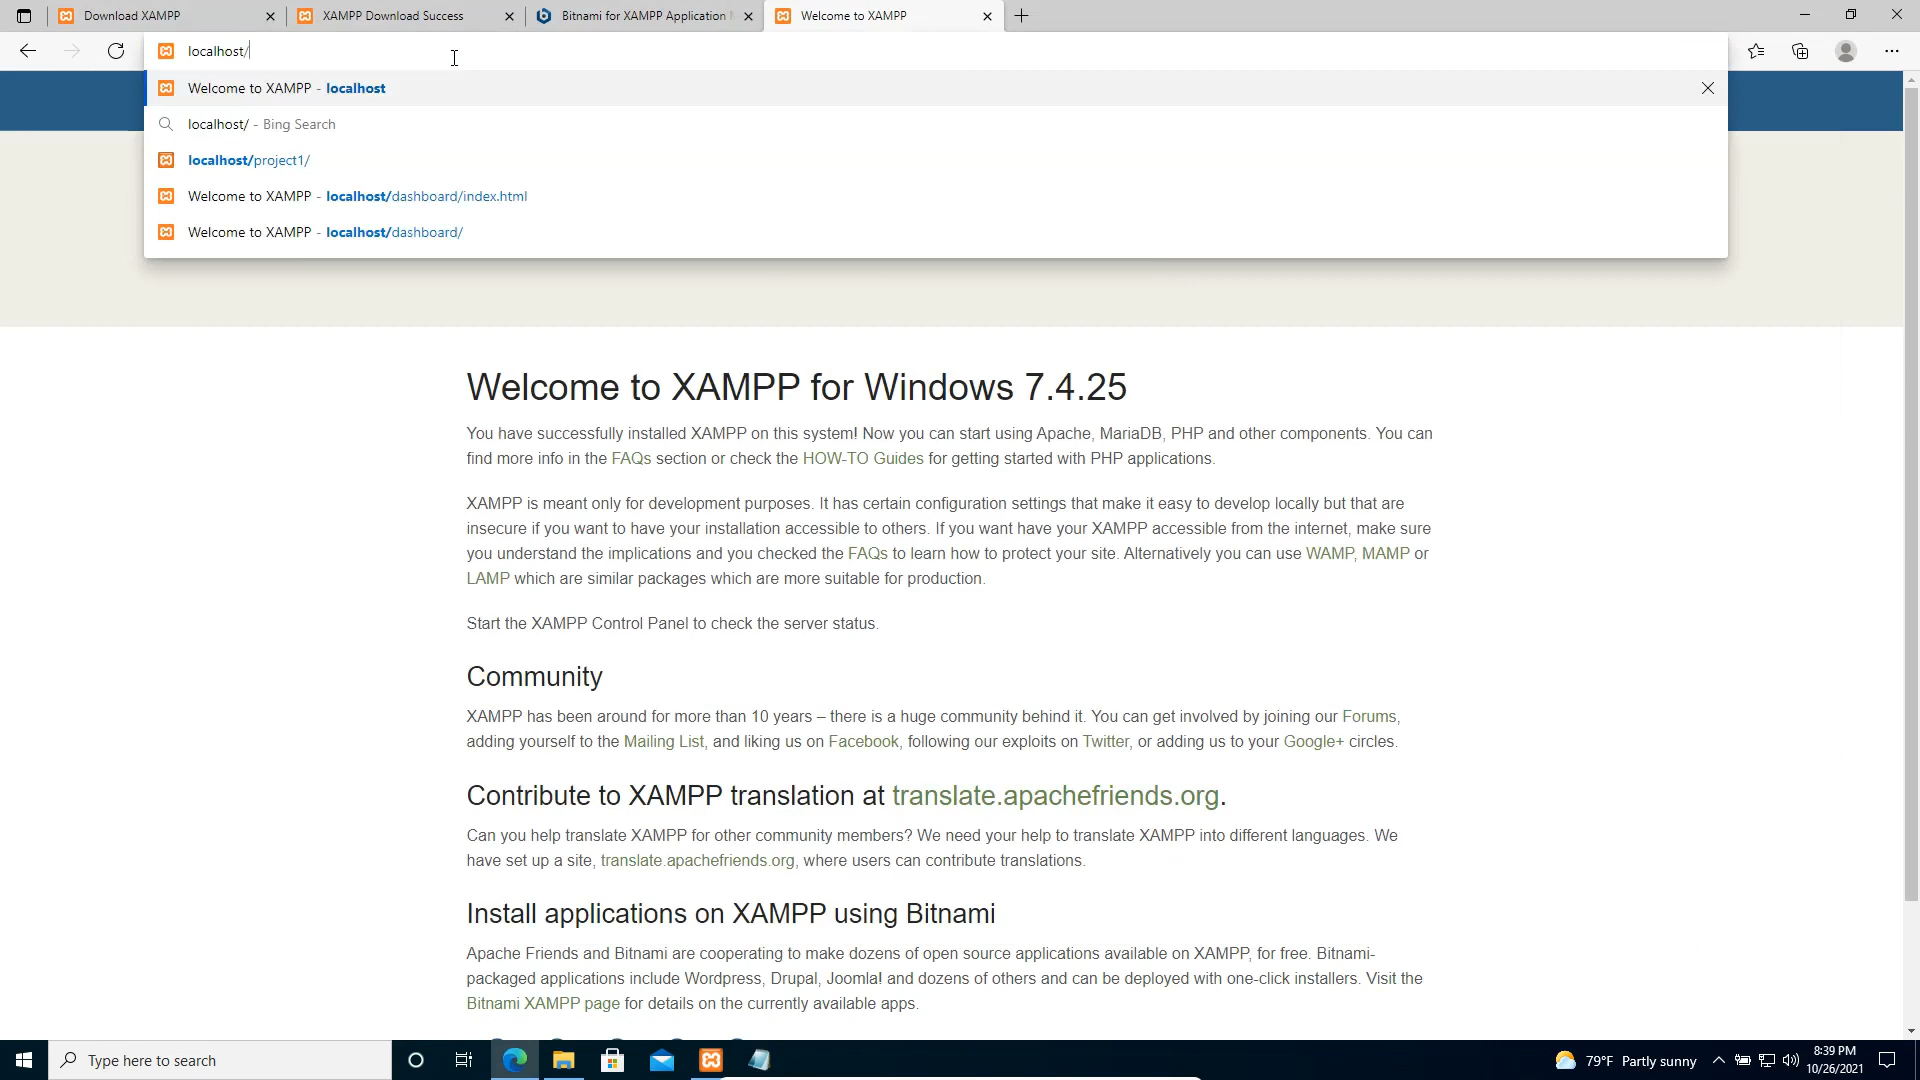 Download XAMPP
XAMPP Download Success
Bitnami for XAMPP Application
Welcome to XAMPP
localhost/
Welcome to XAMPP - localhost
localhost/ - Bing Search
localhost/project1/
Welcome to XAMPP - localhost/dashboard/index.html
Welcome to XAMPP - localhost/dashboard/
Welcome to XAMPP for Windows 7.4.25
You have successfully installed XAMPP on this system! Now you can start using Apache, MariaDB, PHP and other components. You can
find more info in the FAQs section or check the HOW-TO Guides for getting started with PHP applications.
XAMPP is meant only for development purposes. It has certain configuration settings that make it easy to develop locally but that are
insecure if you want to have your installation accessible to others. If you want have your XAMPP accessible from the internet, make sure
you understand the implications and you checked the FAQs to learn how to protect your site. Alternatively you can use WAMP, MAMP or
LAMP which are similar packages which are more suitable for production.
Start the XAMPP Control Panel to check the server status.
Community
XAMPP has been around for more than 10 years – there is a huge community behind it. You can get involved by joining our Forums,
adding yourself to the Mailing List, and liking us on Facebook, following our exploits on Twitter, or adding us to your Google+ circles.
Contribute to XAMPP translation at translate.apachefriends.org.
Can you help translate XAMPP for other community members? We need your help to translate XAMPP into different languages. We
have set up a site, translate.apachefriends.org, where users can contribute translations.
Install applications on XAMPP using Bitnami
Apache Friends and Bitnami are cooperating to make dozens of open source applications available on XAMPP, for free. Bitnami-
packaged applications include Wordpress, Drupal, Joomla! and dozens of others and can be deployed with one-click installers. Visit the
Bitnami XAMPP page for details on the currently available apps.
Type here to search
79°F Partly sunny
8:39 PM
10/26/2021